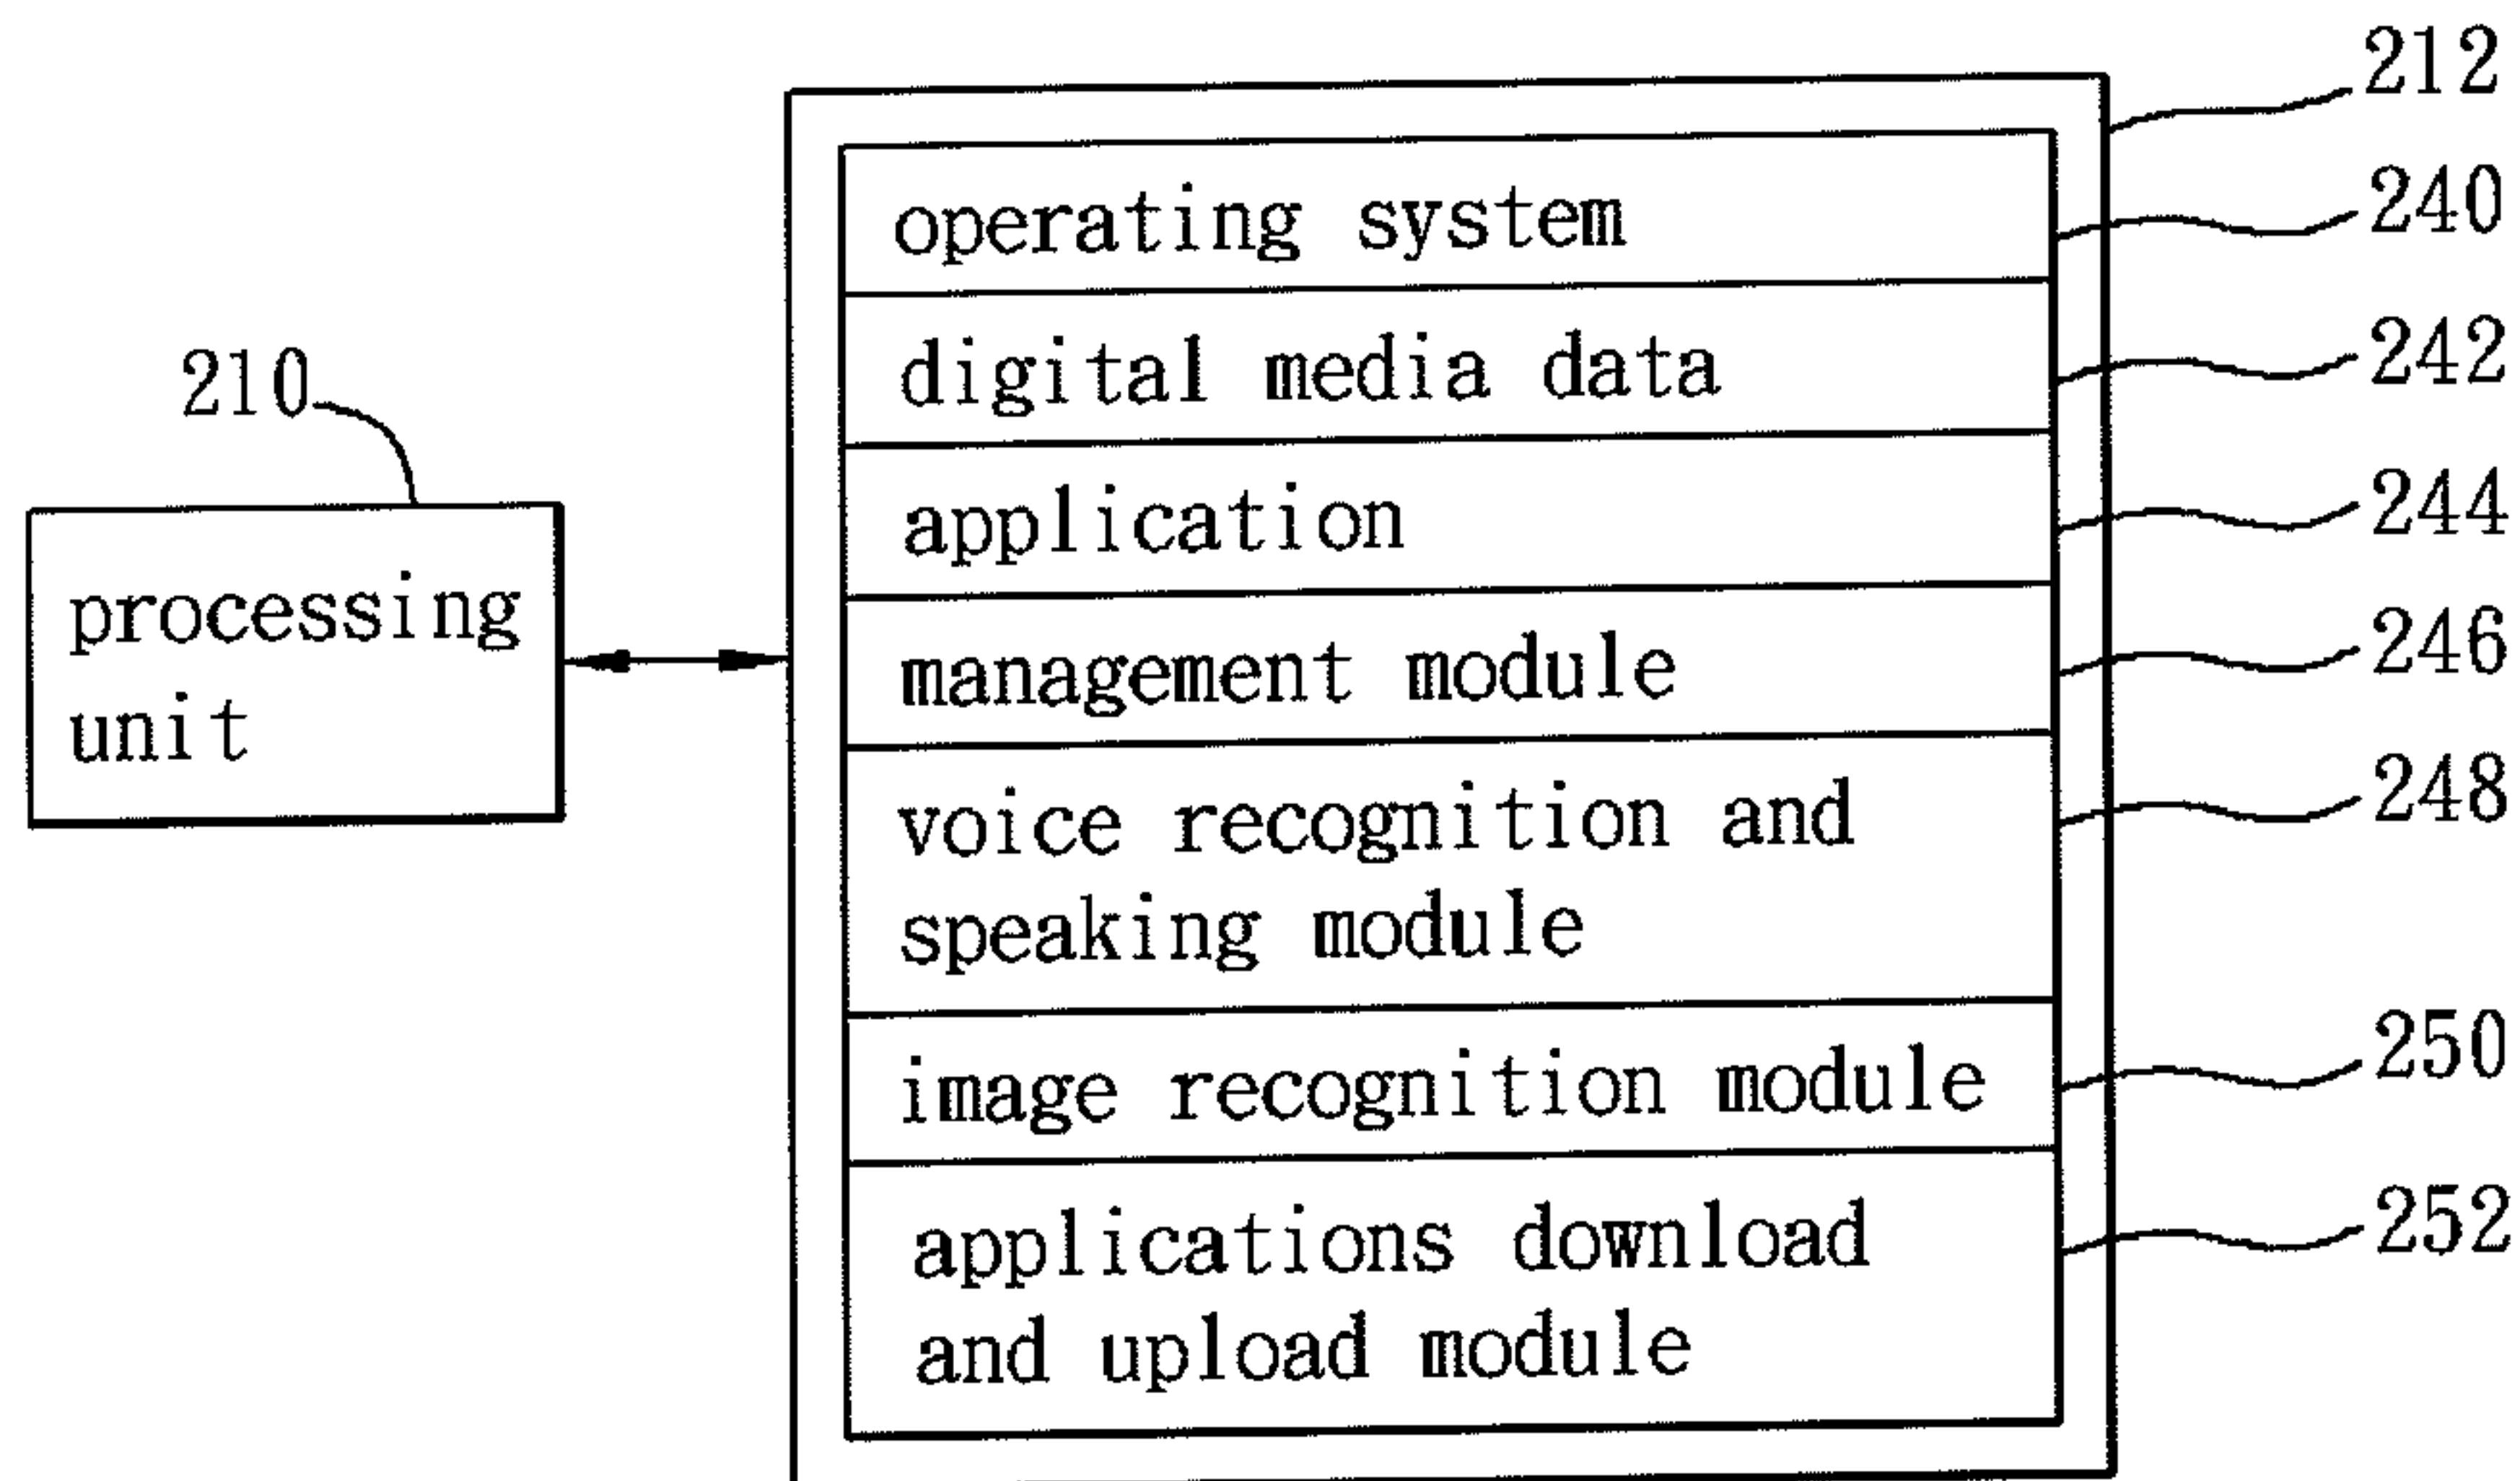 212
operating system 240
digital media data 242
210
application 244
processing
unit
management module 246
voice recognition and 248
speaking module
image recognition module 250
applications download 252
and upload module